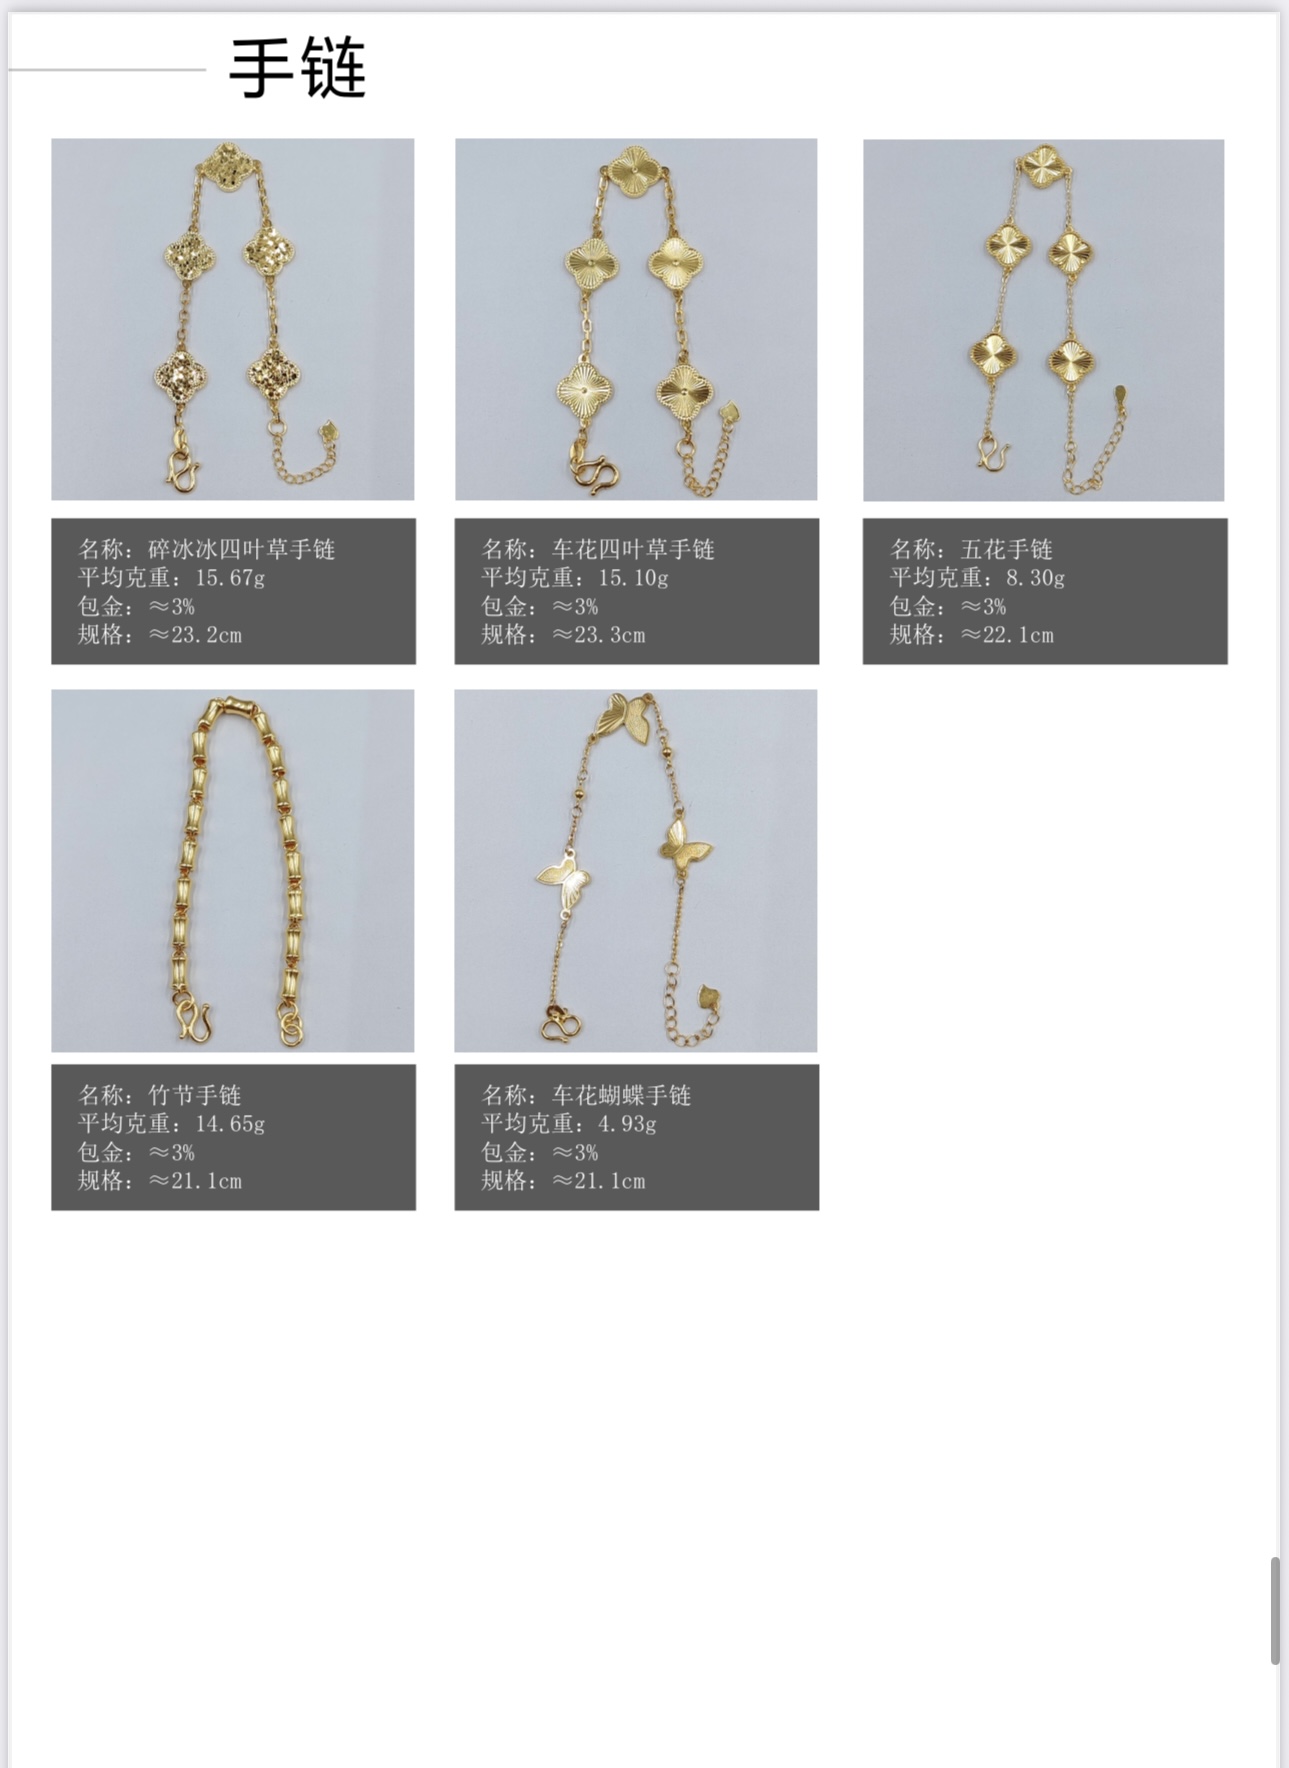 手链
名称：碎冰冰四叶草手链
平均克重：15.67g
包金：≈3%
规格：≈23.2cm
名称：车花四叶草手链
平均克重：15.10g
包金：≈3%
规格：≈23.3cm
名称：五花手链
平均克重：8.30g
包金：≈3%
规格：≈22.1cm
名称：竹节手链
平均克重：14.65g
包金：≈3%
规格：≈21.1cm
名称：车花蝴蝶手链
平均克重：4.93g
包金：≈3%
规格：≈21.1cm